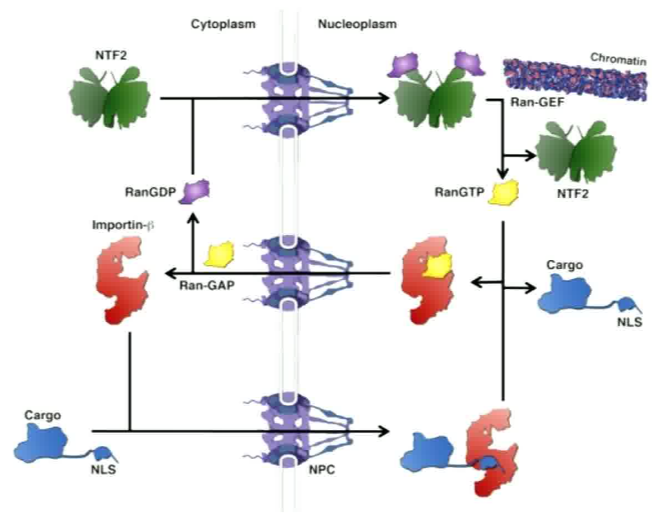 Cytoplasm
Nucleoplasm
NTF2
Chromatin
Ran-GEF
NTF2
RanGDP
RanGTP
Importin-β
Ran-GAP
Cargo
NLS
Cargo
NLS
NPC